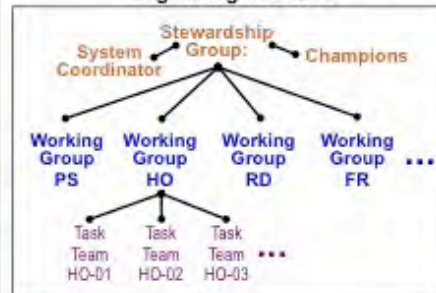 Stewardship
Group:
System
Coordinator
Champions
Working Working Working Working
Group Group Group Group
PS HO RD FR ...
Task Task Task
Team Team Team
HO-01 HO-02 HO-03 ...